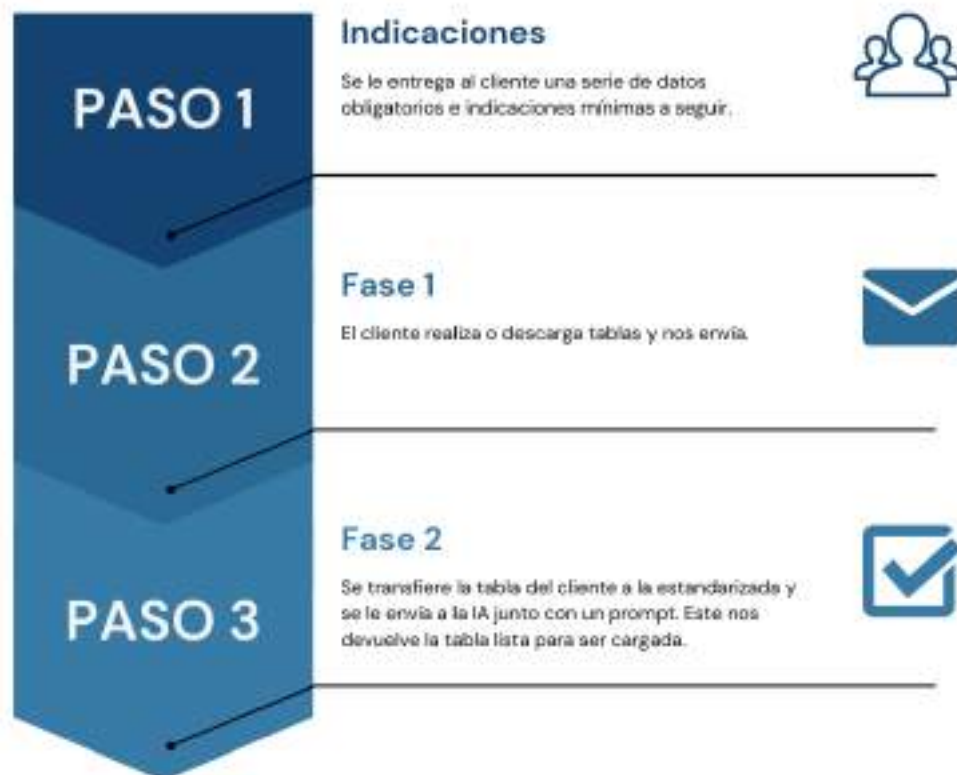 PASO 1
Indicaciones
Se le entrega al cliente una serie de datos
obligatorios e indicaciones mínimas a seguir.
PASO 2
Fase 1
El cliente realiza o descarga tablas y nos envía.
PASO 3
Fase 2
Se transfiere la tabla del cliente a la estandarizada y
se le envía a la IA junto con un prompt. Este nos
devuelve la tabla lista para ser cargada.